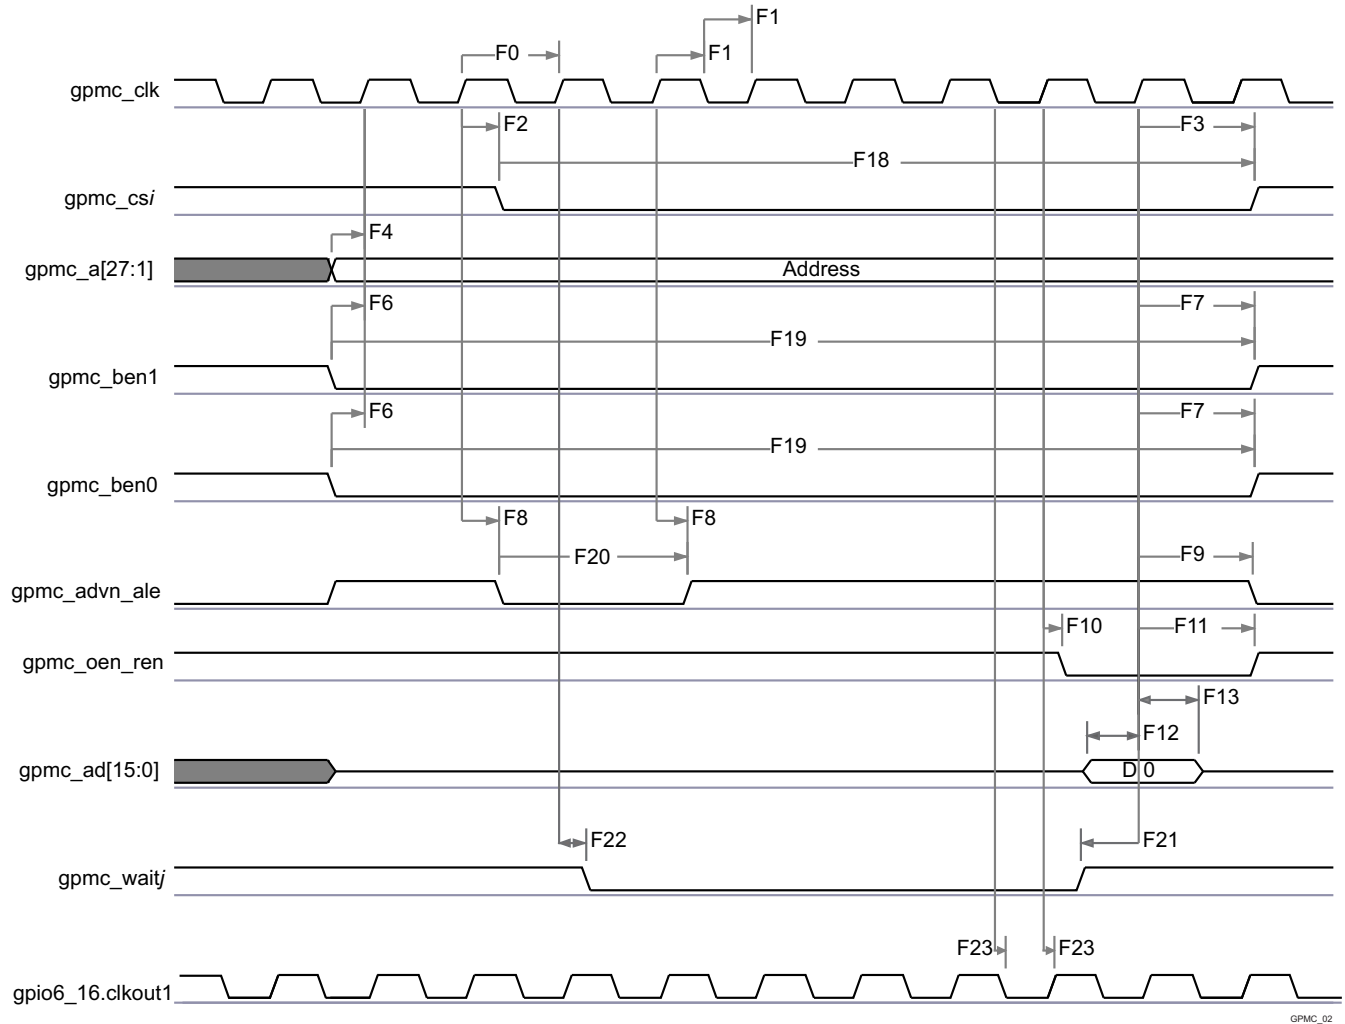 F1
F0
F1
gpmc_clk
F2
F3
F18
gpmc_csi
F4
gpmc_a[27:1]
Address
F6
F7
F19
gpmc_ben1
F6
F7
F19
gpmc_ben0
F8
F8
F20
F9
gpmc_advn_ale
F10
F11
gpmc_oen_ren
F13
F12
gpmc_ad[15:0]
D 0
F22
F21
gpmc_waitj
F23
F23
gpio6_16.clkout1
GPMC_02